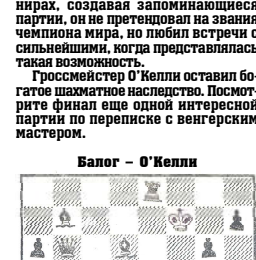 нирах, создавая запоминающиеся
партии, он не претендовал на звания
чемпиона мира, но любил встречи с
сильнейшими, когда представлялась
такая возможность.
Гроссмейстер О'Келли оставил бо-
гатое шахматное наследство. Посмот-
рите финал еще одной интересной
партии по переписке с венгерским
мастером.
Балог – О'Келли